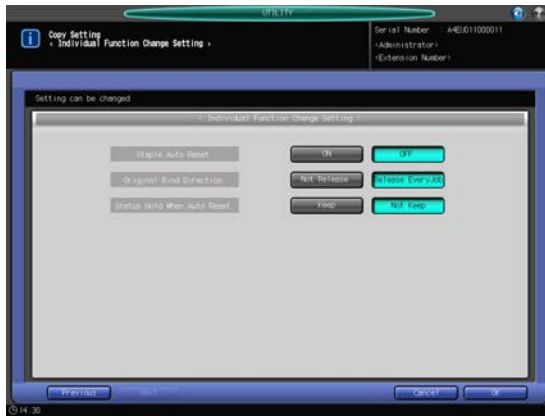 UTILITY
Copy Setting
‹ Individual Function Change Setting ›
Serial Number : A4EU011000011
‹Administrator›
‹Extension Number›
Setting can be changed
‹ Individual Function Change Setting ›
Staple Auto Reset ON OFF
Original Bind Direction Not Release Release EveryJob
Status Hold When Auto Reset Keep Not Keep
Previous Next Cancel OK
14:30